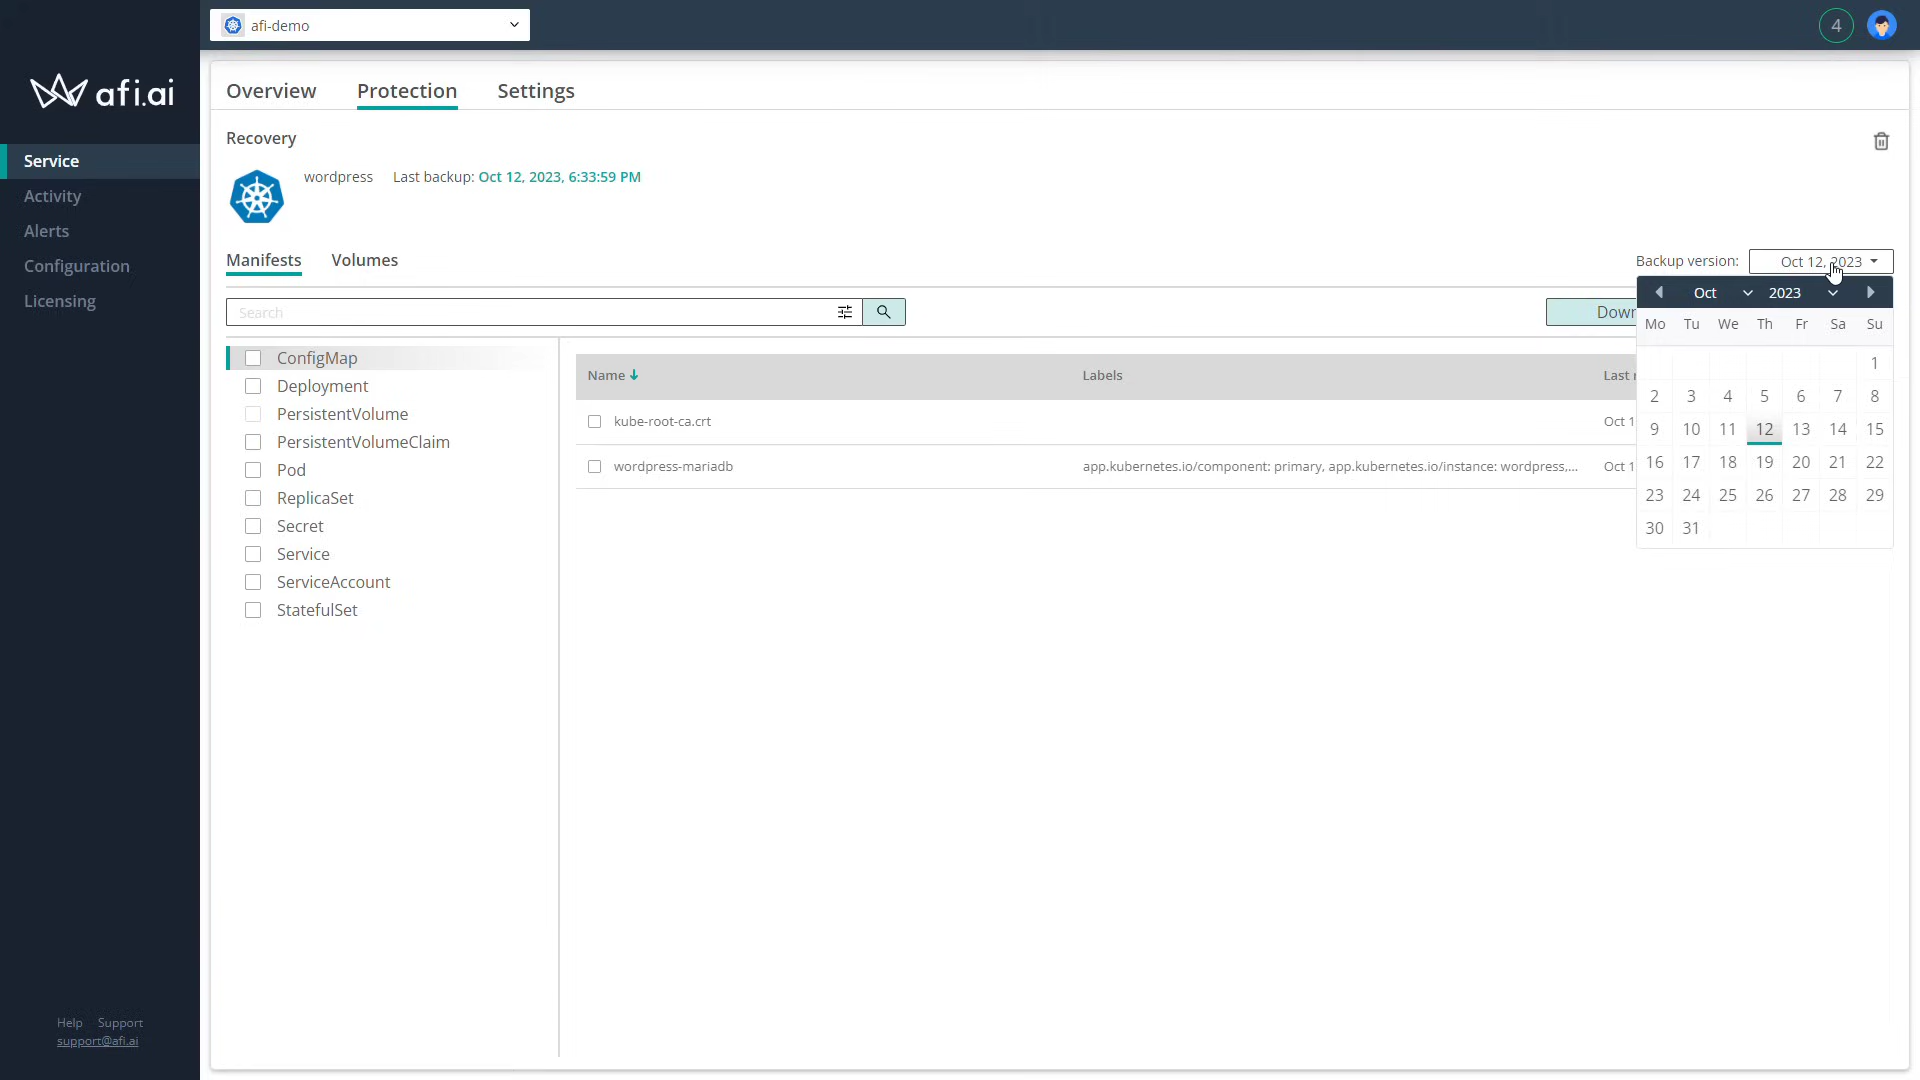 afi-demo
4
afi.ai
Overview Protection Settings
Service
Activity
Alerts
Configuration
Licensing
Recovery
wordpress Last backup: Oct 12, 2023, 6:33:59 PM
Manifests Volumes
Backup version: Oct 12, 2023
Search
Oct 2023
Mo Tu We Th Fr Sa Su
1
2 3 4 5 6 7 8
9 10 11 12 13 14 15
16 17 18 19 20 21 22
23 24 25 26 27 28 29
30 31
ConfigMap
Deployment
PersistentVolume
PersistentVolumeClaim
Pod
ReplicaSet
Secret
Service
ServiceAccount
StatefulSet
Name Labels Last
kube-root-ca.crt Oct 1
wordpress-mariadb app.kubernetes.io/component: primary, app.kubernetes.io/instance: wordpress,... Oct 1
Help Support
support@afi.ai